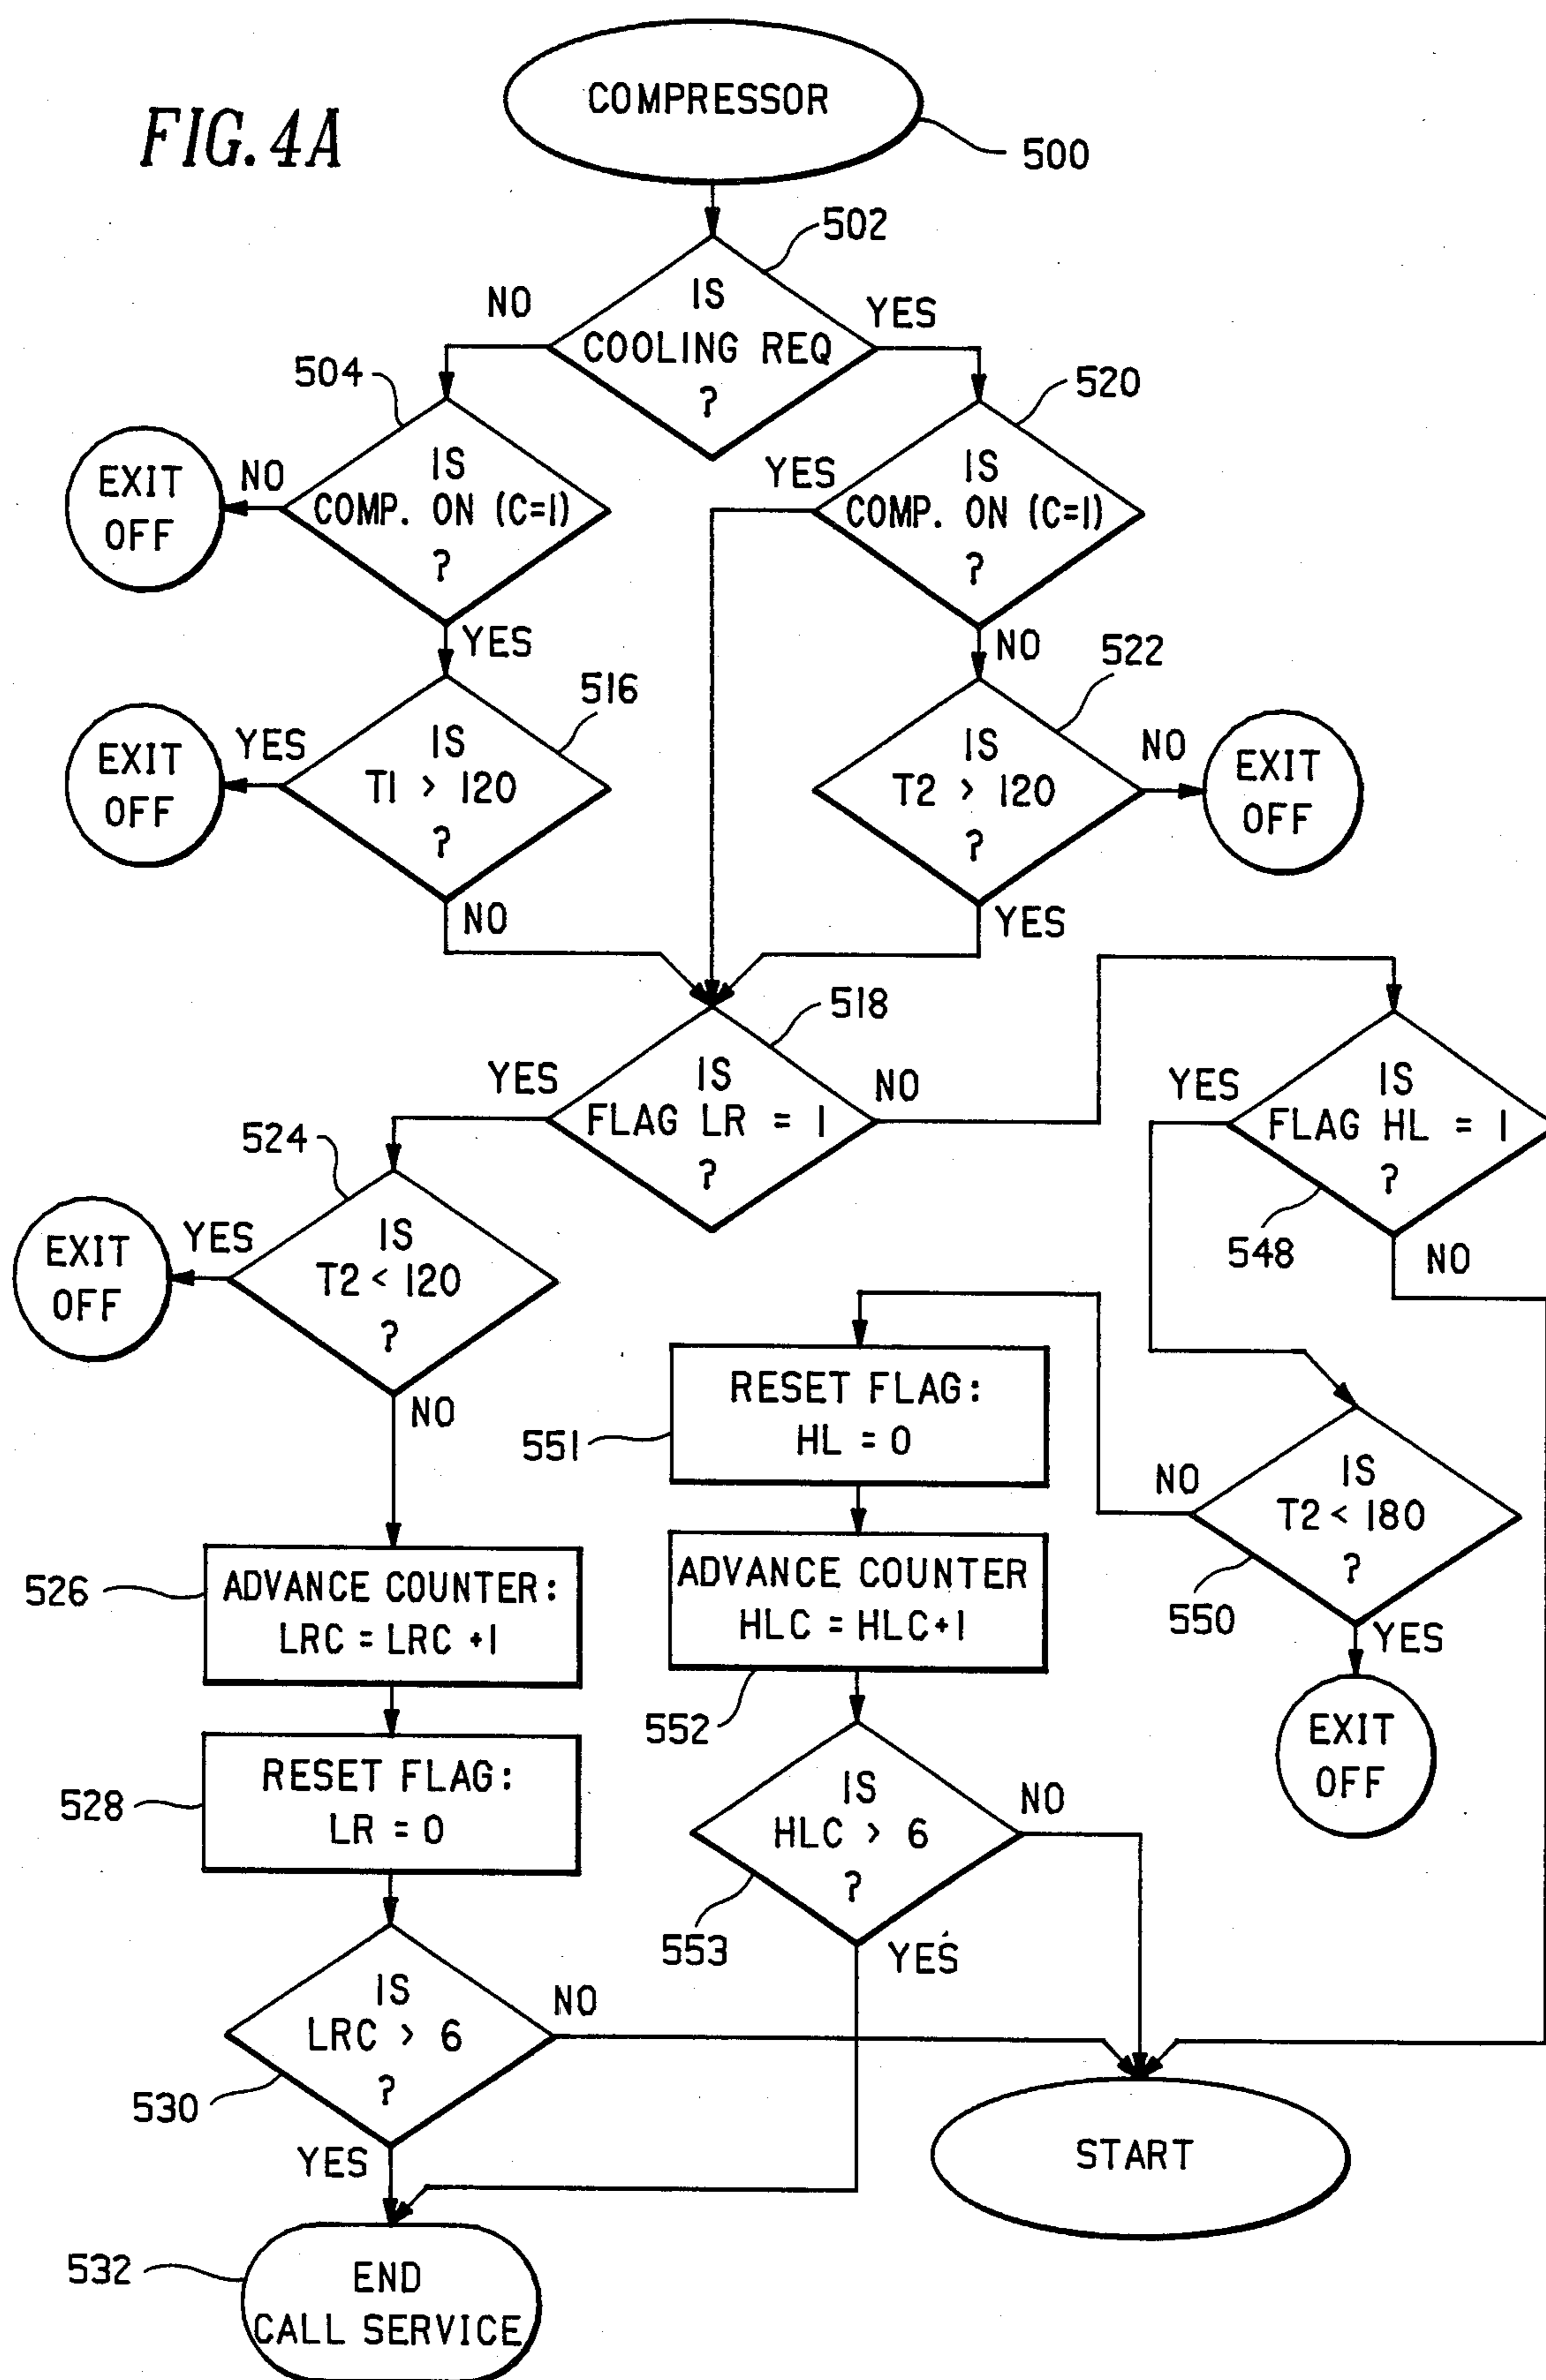 FIG. 4A
COMPRESSOR
500
502
IS
COOLING REQ
?
NO
YES
504
IS
COMP. ON (C=1)
?
NO
EXIT
OFF
YES
520
IS
COMP. ON (C=1)
?
YES
NO
516
IS
T1 > 120
?
YES
EXIT
OFF
NO
522
IS
T2 > 120
?
NO
EXIT
OFF
YES
518
IS
FLAG LR = 1
?
YES
NO
IS
FLAG HL = 1
?
YES
548
NO
524
IS
T2 < 120
?
YES
EXIT
OFF
NO
RESET FLAG:
HL = 0
551
IS
T2 < 180
?
NO
550
YES
EXIT
OFF
526
ADVANCE COUNTER:
LRC = LRC +1
ADVANCE COUNTER
HLC = HLC+1
552
528
RESET FLAG:
LR = 0
IS
HLC > 6
?
NO
553
YES
IS
LRC > 6
?
NO
530
YES
START
532
END
CALL SERVICE